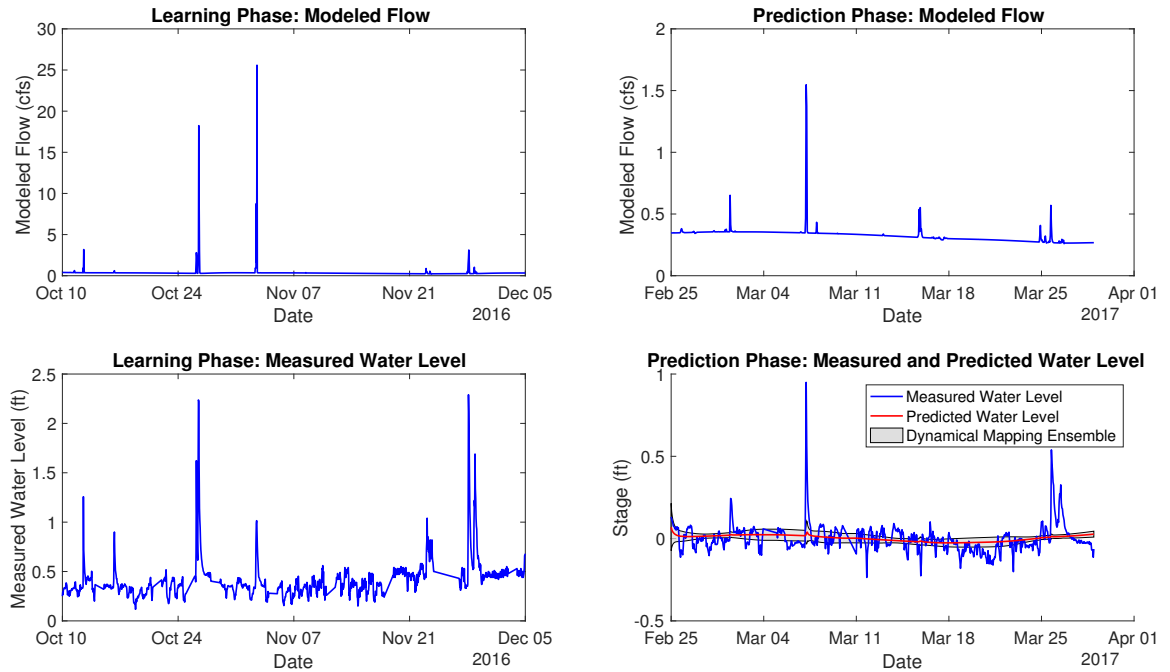 Learning Phase: Modeled Flow
Modeled Flow (cfs)
30
25
20
15
10
5
0
Oct 10 Oct 24 Nov 07 Nov 21 Dec 05
Date 2016
Prediction Phase: Modeled Flow
Modeled Flow (cfs)
2
1.5
1
0.5
0
Feb 25 Mar 04 Mar 11 Mar 18 Mar 25 Apr 01
Date 2017
Learning Phase: Measured Water Level
Measured Water Level (ft)
2.5
2
1.5
1
0.5
0
Oct 10 Oct 24 Nov 07 Nov 21 Dec 05
Date 2016
Prediction Phase: Measured and Predicted Water Level
Stage (ft)
1
0.5
0
-0.5
Measured Water Level
Predicted Water Level
Dynamical Mapping Ensemble
Feb 25 Mar 04 Mar 11 Mar 18 Mar 25 Apr 01
Date 2017